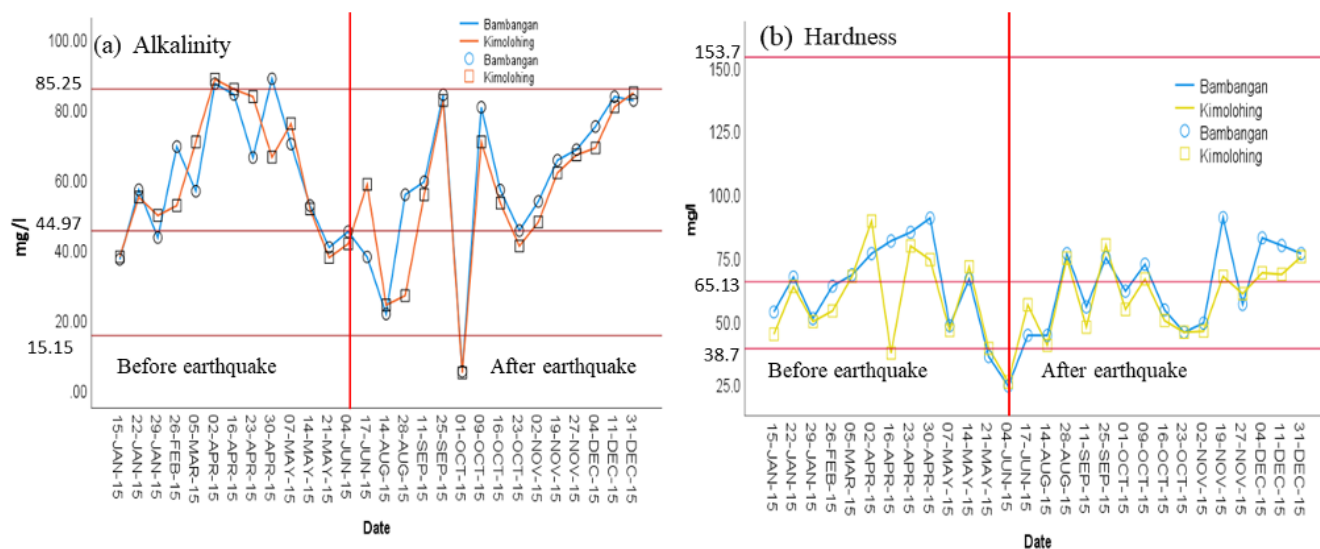 (a) Alkalinity
Bambangan
Kimolohing
Bambangan
Kimolohing
100.00
85.25
80.00
60.00
44.97
40.00
20.00
15.15
.00
mg/l
Before earthquake
After earthquake
15-JAN-15
22-JAN-15
29-JAN-15
26-FEB-15
05-MAR-15
02-APR-15
16-APR-15
23-APR-15
30-APR-15
07-MAY-15
14-MAY-15
21-MAY-15
04-JUN-15
17-JUN-15
14-AUG-15
28-AUG-15
11-SEP-15
25-SEP-15
01-OCT-15
09-OCT-15
16-OCT-15
23-OCT-15
02-NOV-15
19-NOV-15
27-NOV-15
04-DEC-15
11-DEC-15
31-DEC-15
Date
(b) Hardness
Bambangan
Kimolohing
Bambangan
Kimolohing
153.7
150.0
125.0
100.0
75.0
65.13
50.0
38.7
25.0
mg/l
Before earthquake
After earthquake
15-JAN-15
22-JAN-15
29-JAN-15
26-FEB-15
05-MAR-15
02-APR-15
16-APR-15
23-APR-15
30-APR-15
07-MAY-15
14-MAY-15
21-MAY-15
04-JUN-15
17-JUN-15
14-AUG-15
28-AUG-15
11-SEP-15
25-SEP-15
01-OCT-15
09-OCT-15
16-OCT-15
23-OCT-15
02-NOV-15
19-NOV-15
27-NOV-15
04-DEC-15
11-DEC-15
31-DEC-15
Date